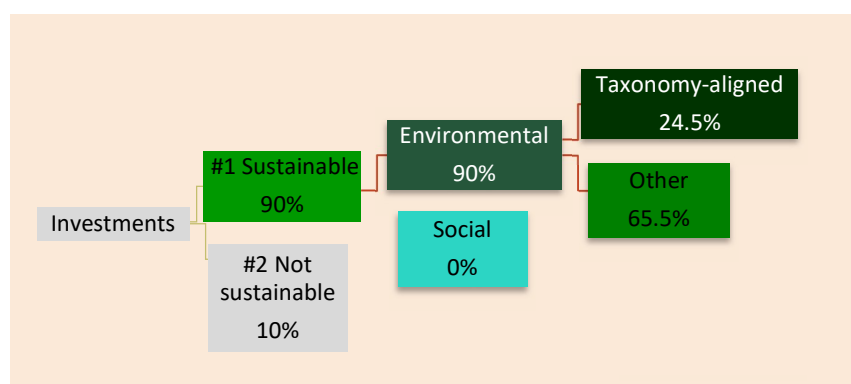 Taxonomy-aligned
24.5%
Environmental
90%
#1 Sustainable
90%
Other
65.5%
Investments
Social
0%
#2 Not
sustainable
10%